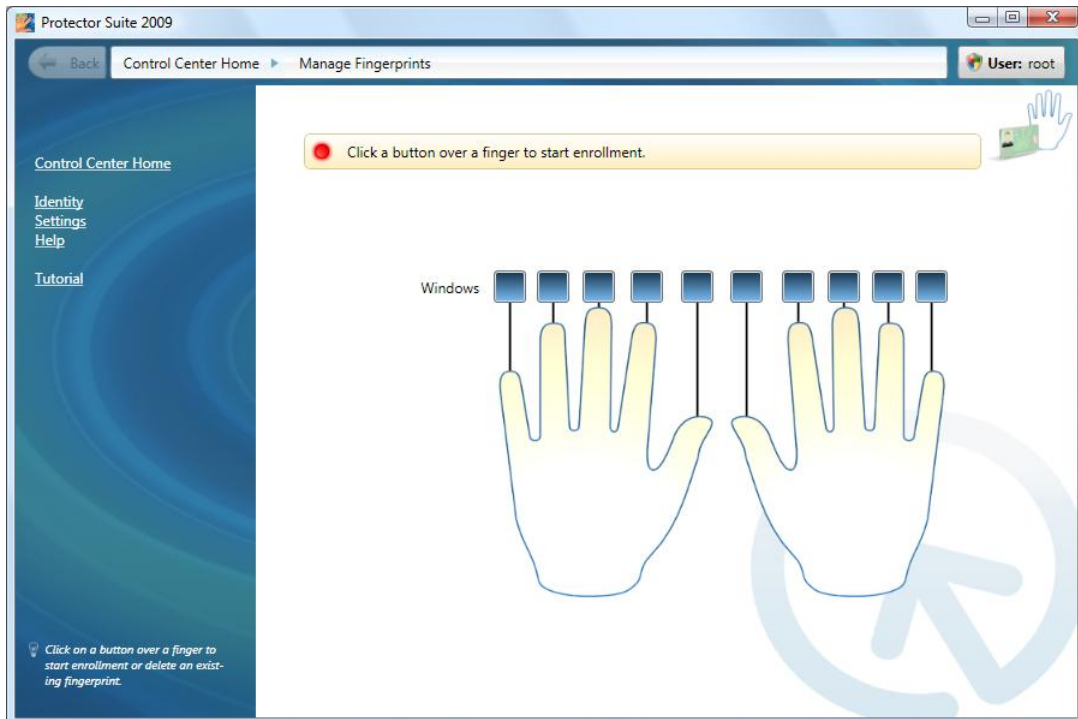 Protector Suite 2009
Back
Control Center Home
Manage Fingerprints
User: root
Click a button over a finger to start enrollment.
Control Center Home
Identity
Settings
Help
Tutorial
Windows
Click on a button over a finger to
start enrollment or delete an exist-
ing fingerprint.